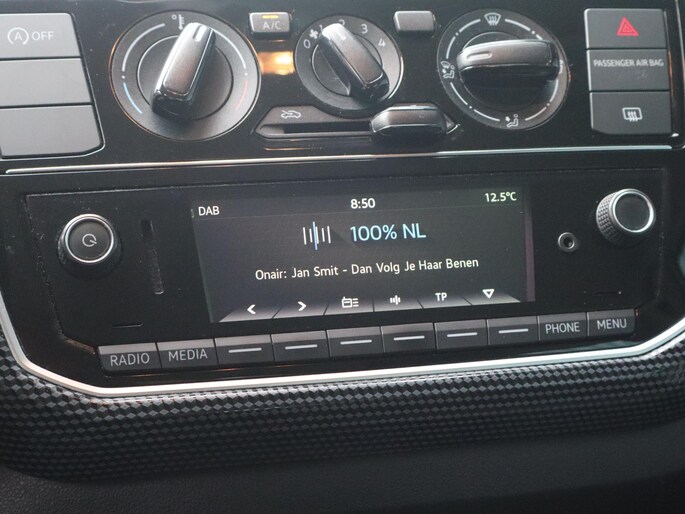 A OFF
A/C
0 1 2 3 4
PASSENGER AIR BAG
DAB 8:50 12.5°C
100% NL
Onair: Jan Smit - Dan Volg Je Haar Benen
TP
RADIO MEDIA PHONE MENU